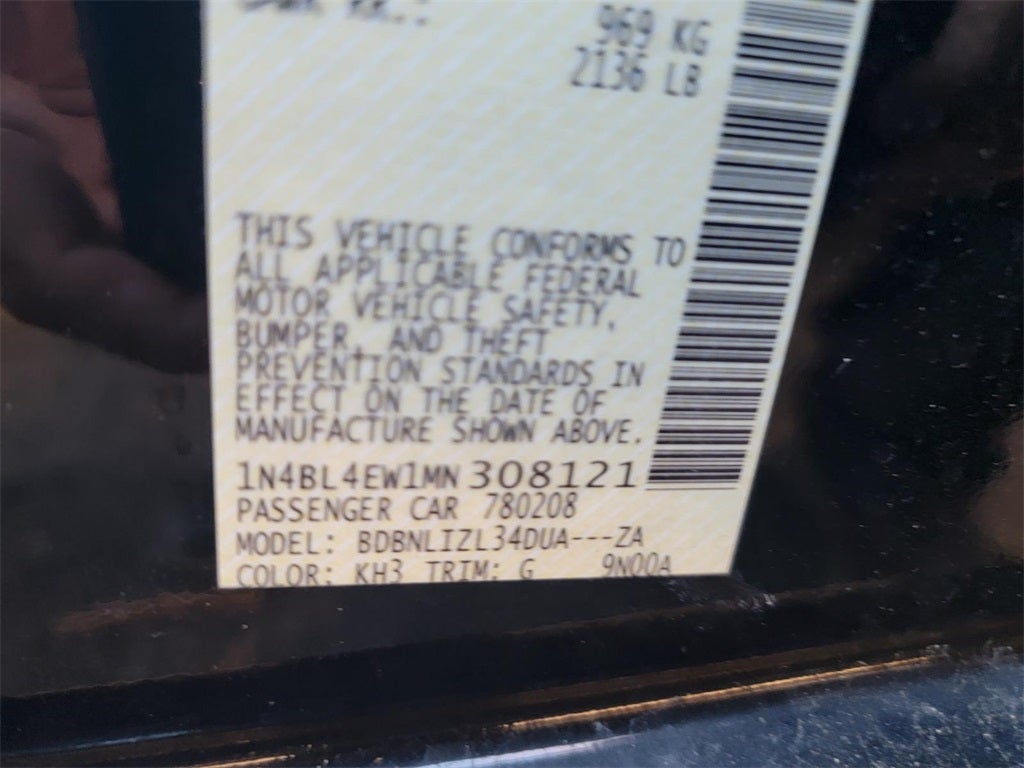 969 KG
2136 LB
THIS VEHICLE CONFORMS TO
ALL APPLICABLE FEDERAL
MOTOR VEHICLE SAFETY,
BUMPER, AND THEFT
PREVENTION STANDARDS IN
EFFECT ON THE DATE OF
MANUFACTURE SHOWN ABOVE.
1N4BL4EW1MN308121
PASSENGER CAR 780208
MODEL: BDBNLIZL34DUA---ZA
COLOR: KH3 TRIM: G 9N00A